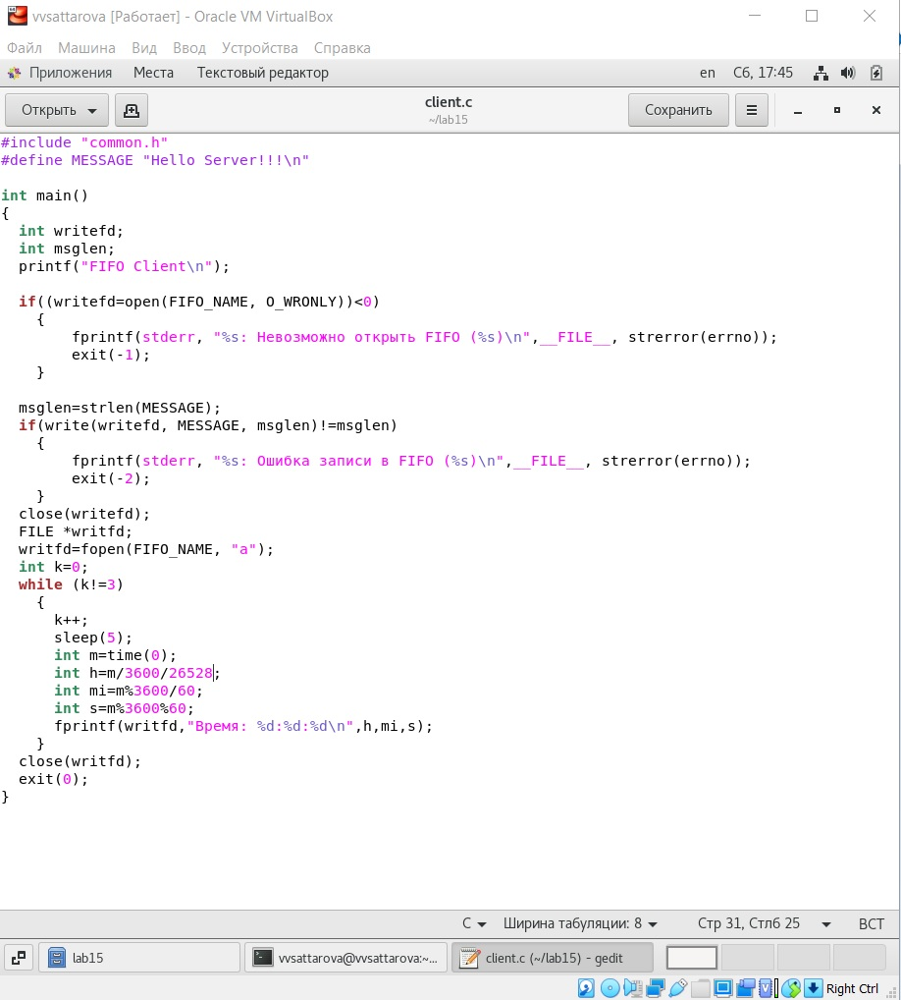 vvsattarova [Работает] - Oracle VM VirtualBox
Файл Машина Вид Ввод Устройства Справка
Приложения Места Текстовый редактор en Сб, 17:45
Открыть client.c Сохранить
~/lab15
#include "common.h"
#define MESSAGE "Hello Server!!!\n"

int main()
{
  int writefd;
  int msglen;
  printf("FIFO Client\n");

  if((writefd=open(FIFO_NAME, O_WRONLY))<0)
    {
        fprintf(stderr, "%s: Невозможно открыть FIFO (%s)\n",__FILE__, strerror(errno));
        exit(-1);
    }

  msglen=strlen(MESSAGE);
  if(write(writefd, MESSAGE, msglen)!=msglen)
    {
        fprintf(stderr, "%s: Ошибка записи в FIFO (%s)\n",__FILE__, strerror(errno));
        exit(-2);
    }
  close(writefd);
  FILE *writfd;
  writfd=fopen(FIFO_NAME, "a");
  int k=0;
  while (k!=3)
    {
      k++;
      sleep(5);
      int m=time(0);
      int h=m/3600/26528;
      int mi=m%3600/60;
      int s=m%3600%60;
      fprintf(writfd,"Время: %d:%d:%d\n",h,mi,s);
    }
  close(writfd);
  exit(0);
}
C Ширина табуляции: 8 Стр 31, Стлб 25 ВСТ
lab15 vvsattarova@vvsattarova:~... client.c (~/lab15) - gedit
Right Ctrl